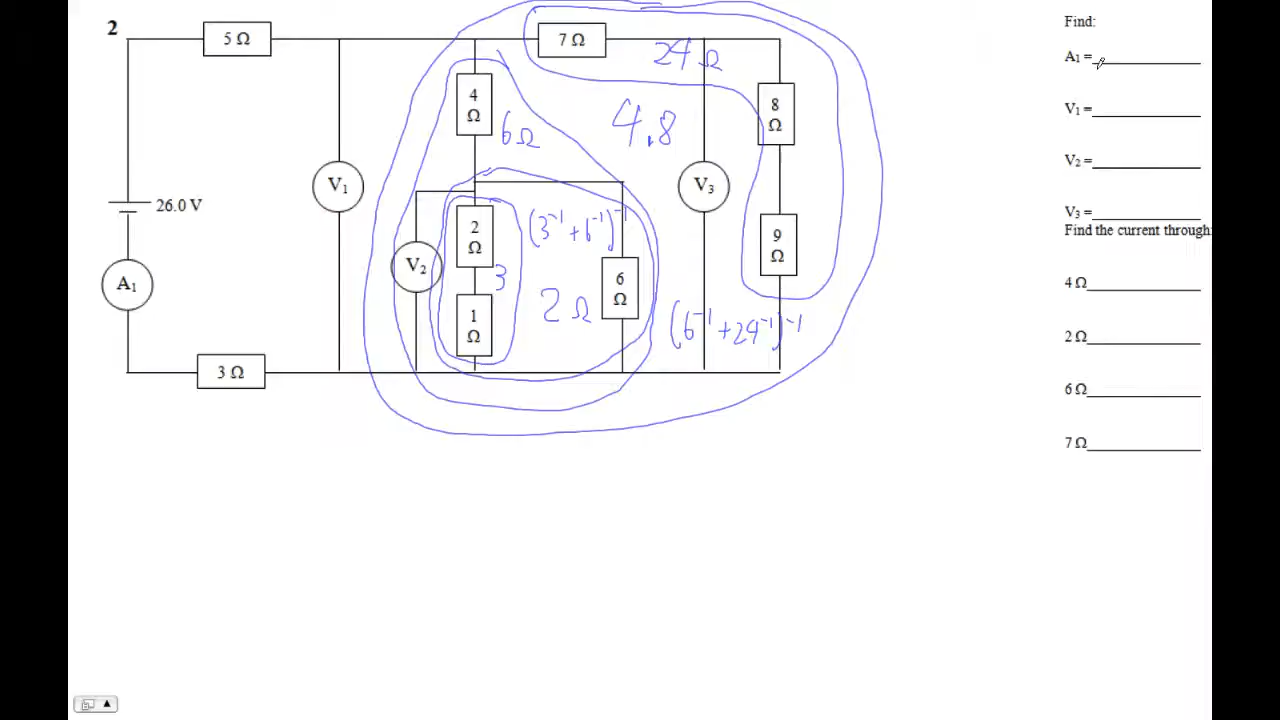 2
5 Ω
7 Ω
24 Ω
4
Ω
6Ω
4.8
8
Ω
V1
V3
26.0 V
2
Ω
(3⁻¹ + 6⁻¹)⁻¹
9
Ω
V2
3
6
Ω
A1
1
Ω
2 Ω
(6⁻¹ + 24⁻¹)⁻¹
3 Ω
Find:
A1 =
V1 =
V2 =
V3 =
Find the current through:
4 Ω
2 Ω
6 Ω
7 Ω